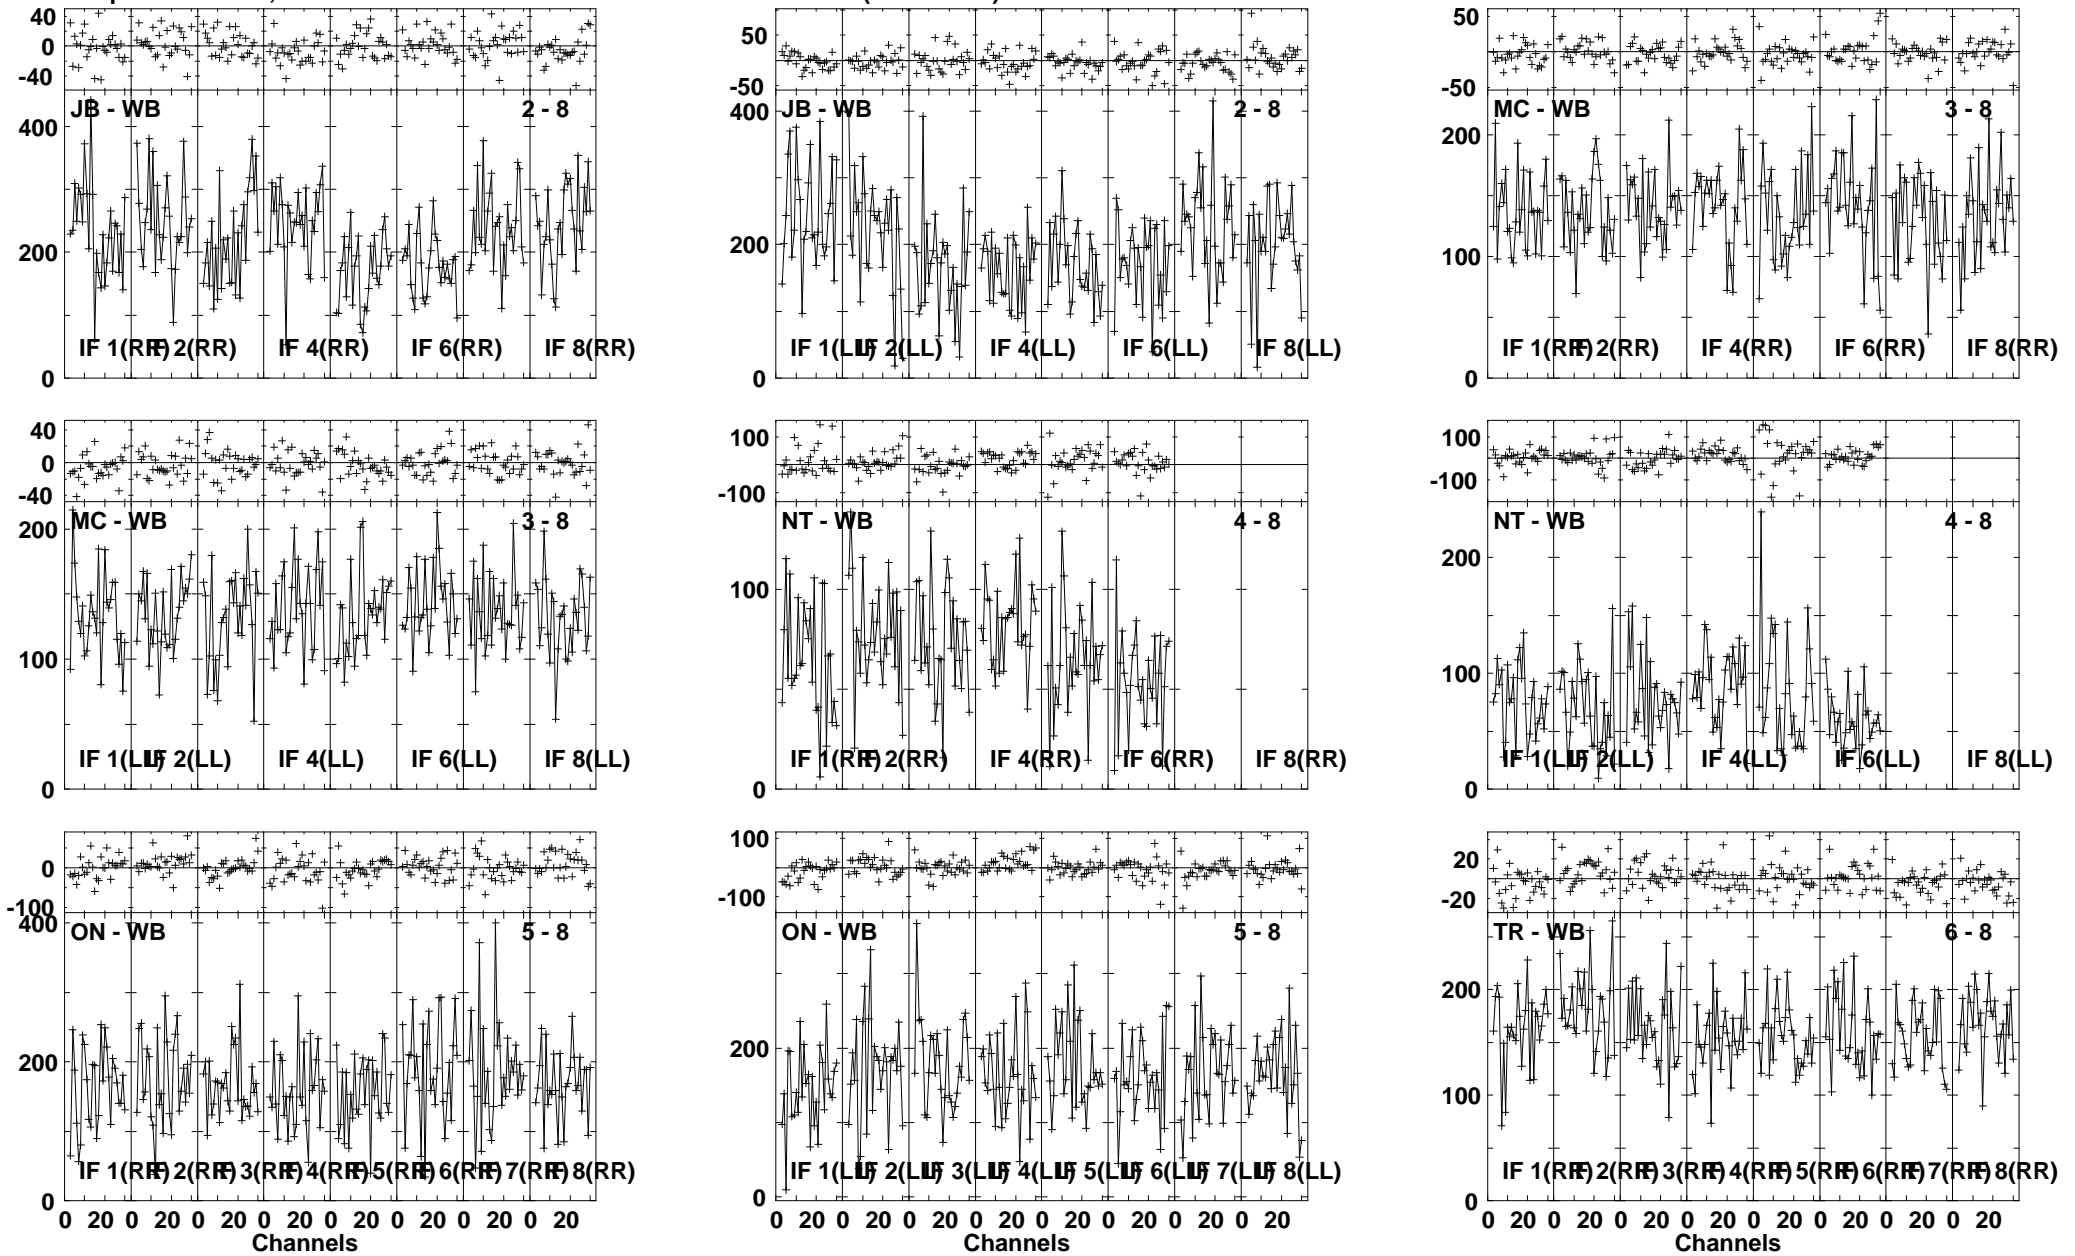 40
0
-40
JB - WB 2 - 8
400
200
0
IF 1(RR) IF 2(RR) IF 4(RR) IF 6(RR) IF 8(RR)
50
0
-50
JB - WB 2 - 8
400
200
0
IF 1(LL) IF 2(LL) IF 4(LL) IF 6(LL) IF 8(LL)
50
0
-50
MC - WB 3 - 8
200
100
0
IF 1(RR) IF 2(RR) IF 4(RR) IF 6(RR) IF 8(RR)
40
0
-40
MC - WB 3 - 8
200
100
0
IF 1(LL) IF 2(LL) IF 4(LL) IF 6(LL) IF 8(LL)
100
0
-100
NT - WB 4 - 8
100
0
IF 1(RR) IF 2(RR) IF 4(RR) IF 6(RR) IF 8(RR)
100
0
-100
NT - WB 4 - 8
200
100
0
IF 1(LL) IF 2(LL) IF 4(LL) IF 6(LL) IF 8(LL)
0
-100
ON - WB 5 - 8
400
200
0
IF 1(RR) IF 2(RR) IF 3(RR) IF 4(RR) IF 5(RR) IF 6(RR) IF 7(RR) IF 8(RR)
0 20 0 20 0 20 0 20 0 20 0 20 0 20 0 20
Channels
100
0
-100
ON - WB 5 - 8
200
0
IF 1(LL) IF 2(LL) IF 3(LL) IF 4(LL) IF 5(LL) IF 6(LL) IF 7(LL) IF 8(LL)
0 20 0 20 0 20 0 20 0 20 0 20 0 20 0 20
Channels
20
0
-20
TR - WB 6 - 8
200
100
0
IF 1(RR) IF 2(RR) IF 3(RR) IF 4(RR) IF 5(RR) IF 6(RR) IF 7(RR) IF 8(RR)
0 20 0 20 0 20 0 20 0 20 0 20 0 20 0 20
Channels